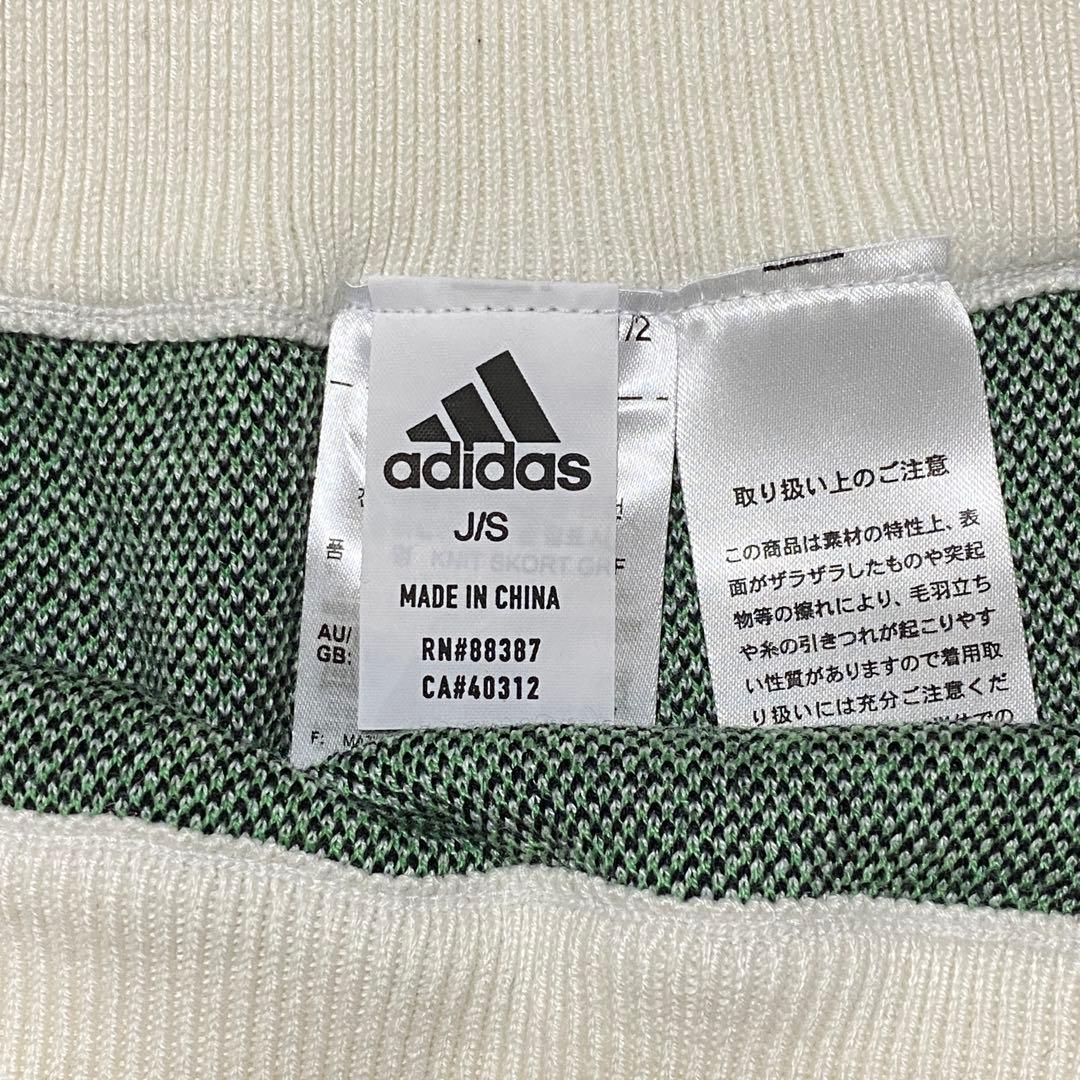 adidas
J/S
KNIT SKORT GR
MADE IN CHINA
RN#88387
CA#40312
/2
품
F
AU/
GB:
F:
取り扱い上のご注意
この商品は素材の特性上、表
面がザラザラしたものや突起
物等の擦れにより、毛羽立ち
や糸の引きつれが起こりやす
い性質がありますので着用取
り扱いには充分ご注意くだ